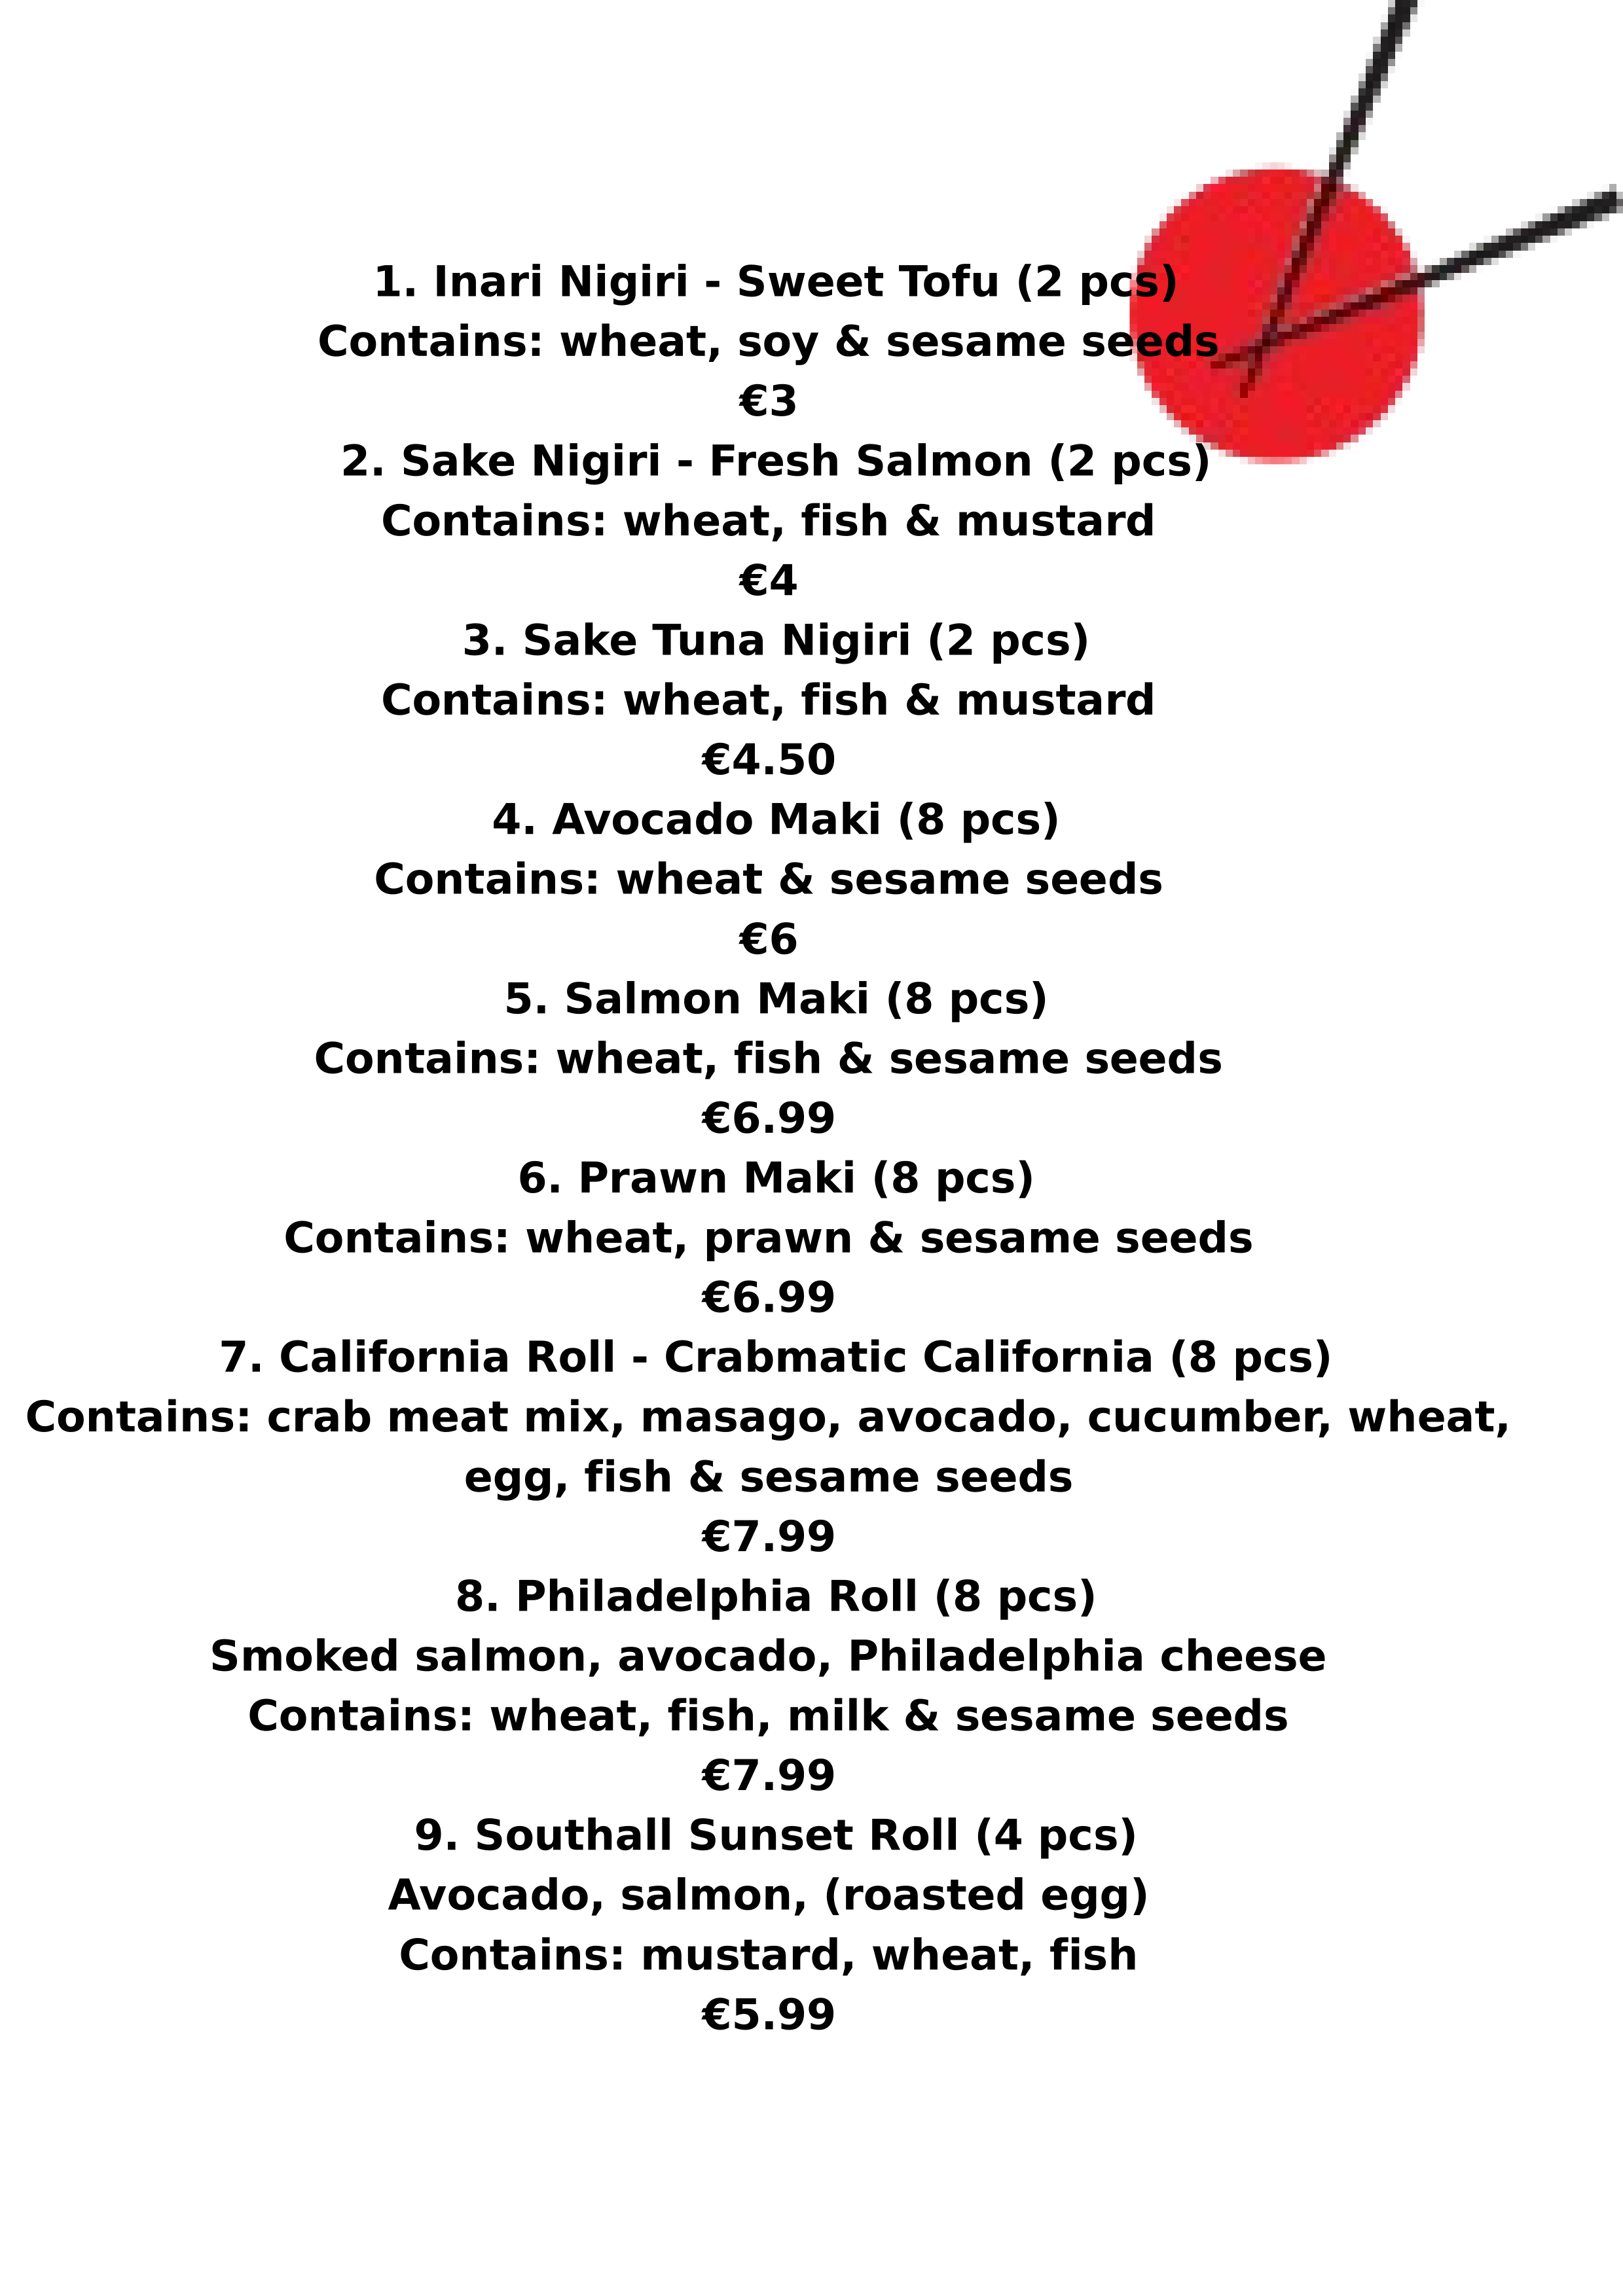 1. Inari Nigiri - Sweet Tofu (2 pcs)
Contains: wheat, soy & sesame seeds
€3
2. Sake Nigiri - Fresh Salmon (2 pcs)
Contains: wheat, fish & mustard
€4
3. Sake Tuna Nigiri (2 pcs)
Contains: wheat, fish & mustard
€4.50
4. Avocado Maki (8 pcs)
Contains: wheat & sesame seeds
€6
5. Salmon Maki (8 pcs)
Contains: wheat, fish & sesame seeds
€6.99
6. Prawn Maki (8 pcs)
Contains: wheat, prawn & sesame seeds
€6.99
7. California Roll - Crabmatic California (8 pcs)
Contains: crab meat mix, masago, avocado, cucumber, wheat,
egg, fish & sesame seeds
€7.99
8. Philadelphia Roll (8 pcs)
Smoked salmon, avocado, Philadelphia cheese
Contains: wheat, fish, milk & sesame seeds
€7.99
9. Southall Sunset Roll (4 pcs)
Avocado, salmon, (roasted egg)
Contains: mustard, wheat, fish
€5.99